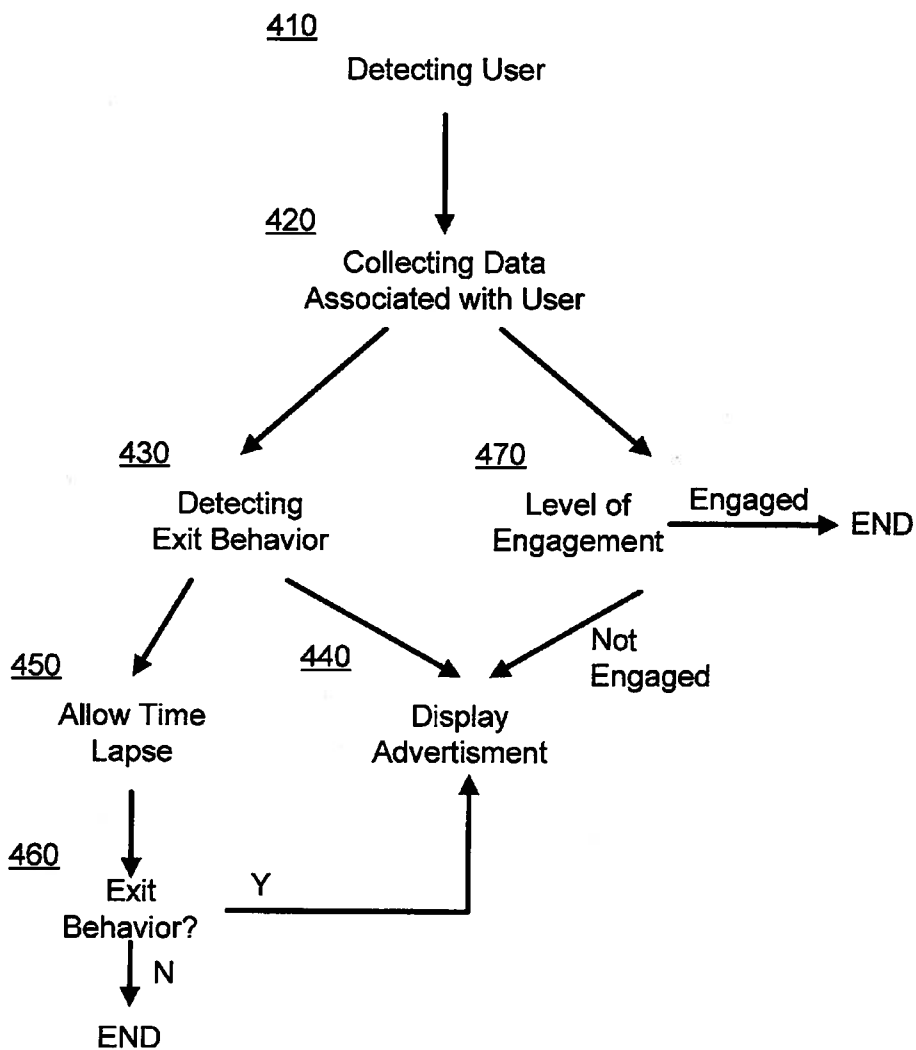 410
Detecting User
420
Collecting Data
Associated with User
430
Detecting
Exit Behavior
470
Level of
Engagement
Engaged
END
450
Allow Time
Lapse
440
Display
Advertisment
Not
Engaged
460
Exit
Behavior?
Y
N
END